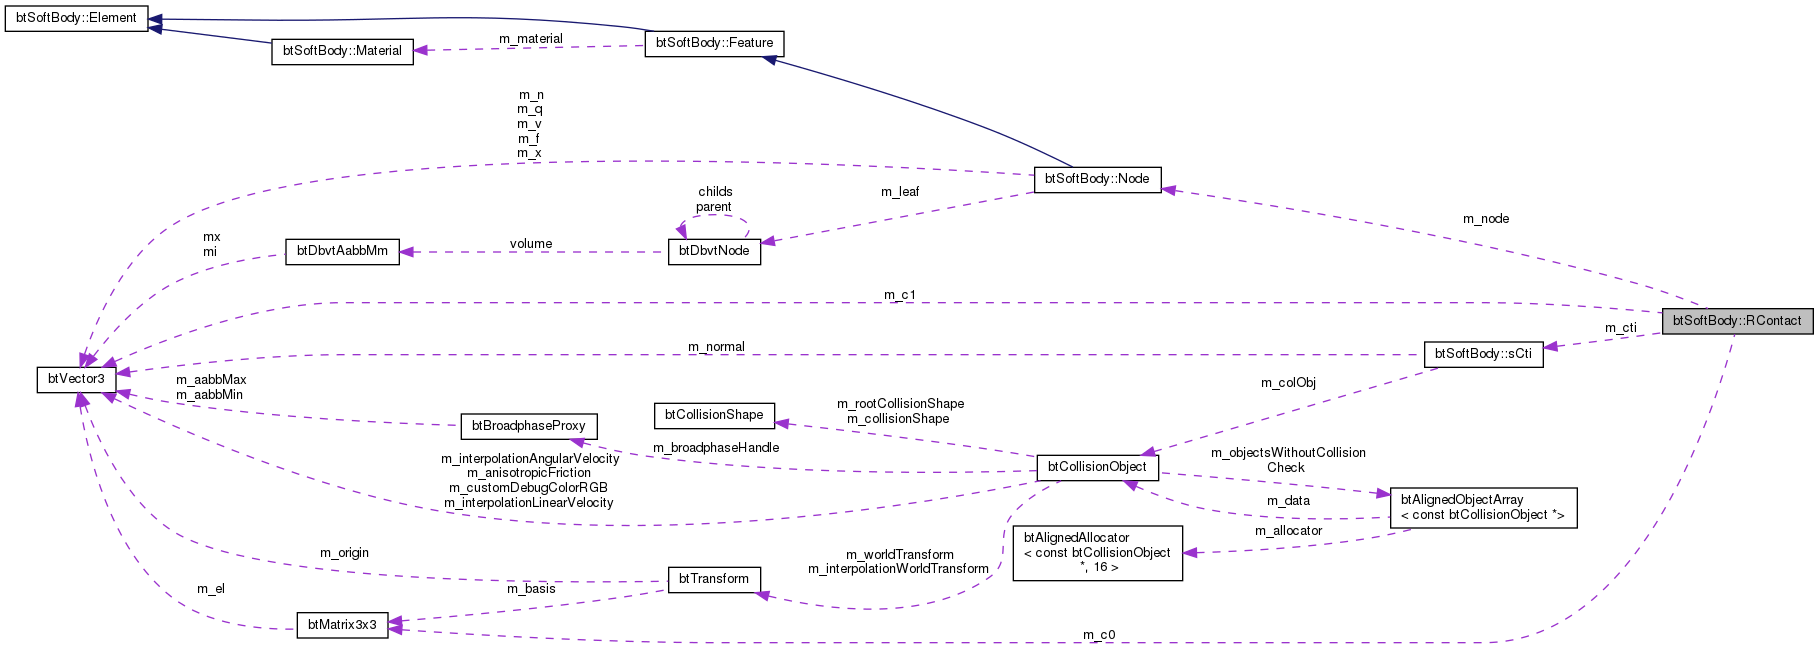 btSoftBody::Element
btSoftBody::Material
m_material
btSoftBody::Feature
m_n
m_q
m_v
m_f
m_x
btSoftBody::Node
m_leaf
childs
parent
m_node
mx
mi
btDbvtAabbMm
volume
btDbvtNode
m_c1
btSoftBody::RContact
m_cti
m_normal
btSoftBody::sCti
btVector3
m_aabbMax
m_aabbMin
m_colObj
btCollisionShape
m_rootCollisionShape
m_collisionShape
btBroadphaseProxy
m_broadphaseHandle
m_interpolationAngularVelocity
m_anisotropicFriction
m_customDebugColorRGB
m_interpolationLinearVelocity
btCollisionObject
m_objectsWithoutCollision
Check
m_data
btAlignedObjectArray
< const btCollisionObject *>
m_allocator
btAlignedAllocator
< const btCollisionObject
*, 16 >
m_origin
m_worldTransform
m_interpolationWorldTransform
btTransform
m_basis
m_el
btMatrix3x3
m_c0